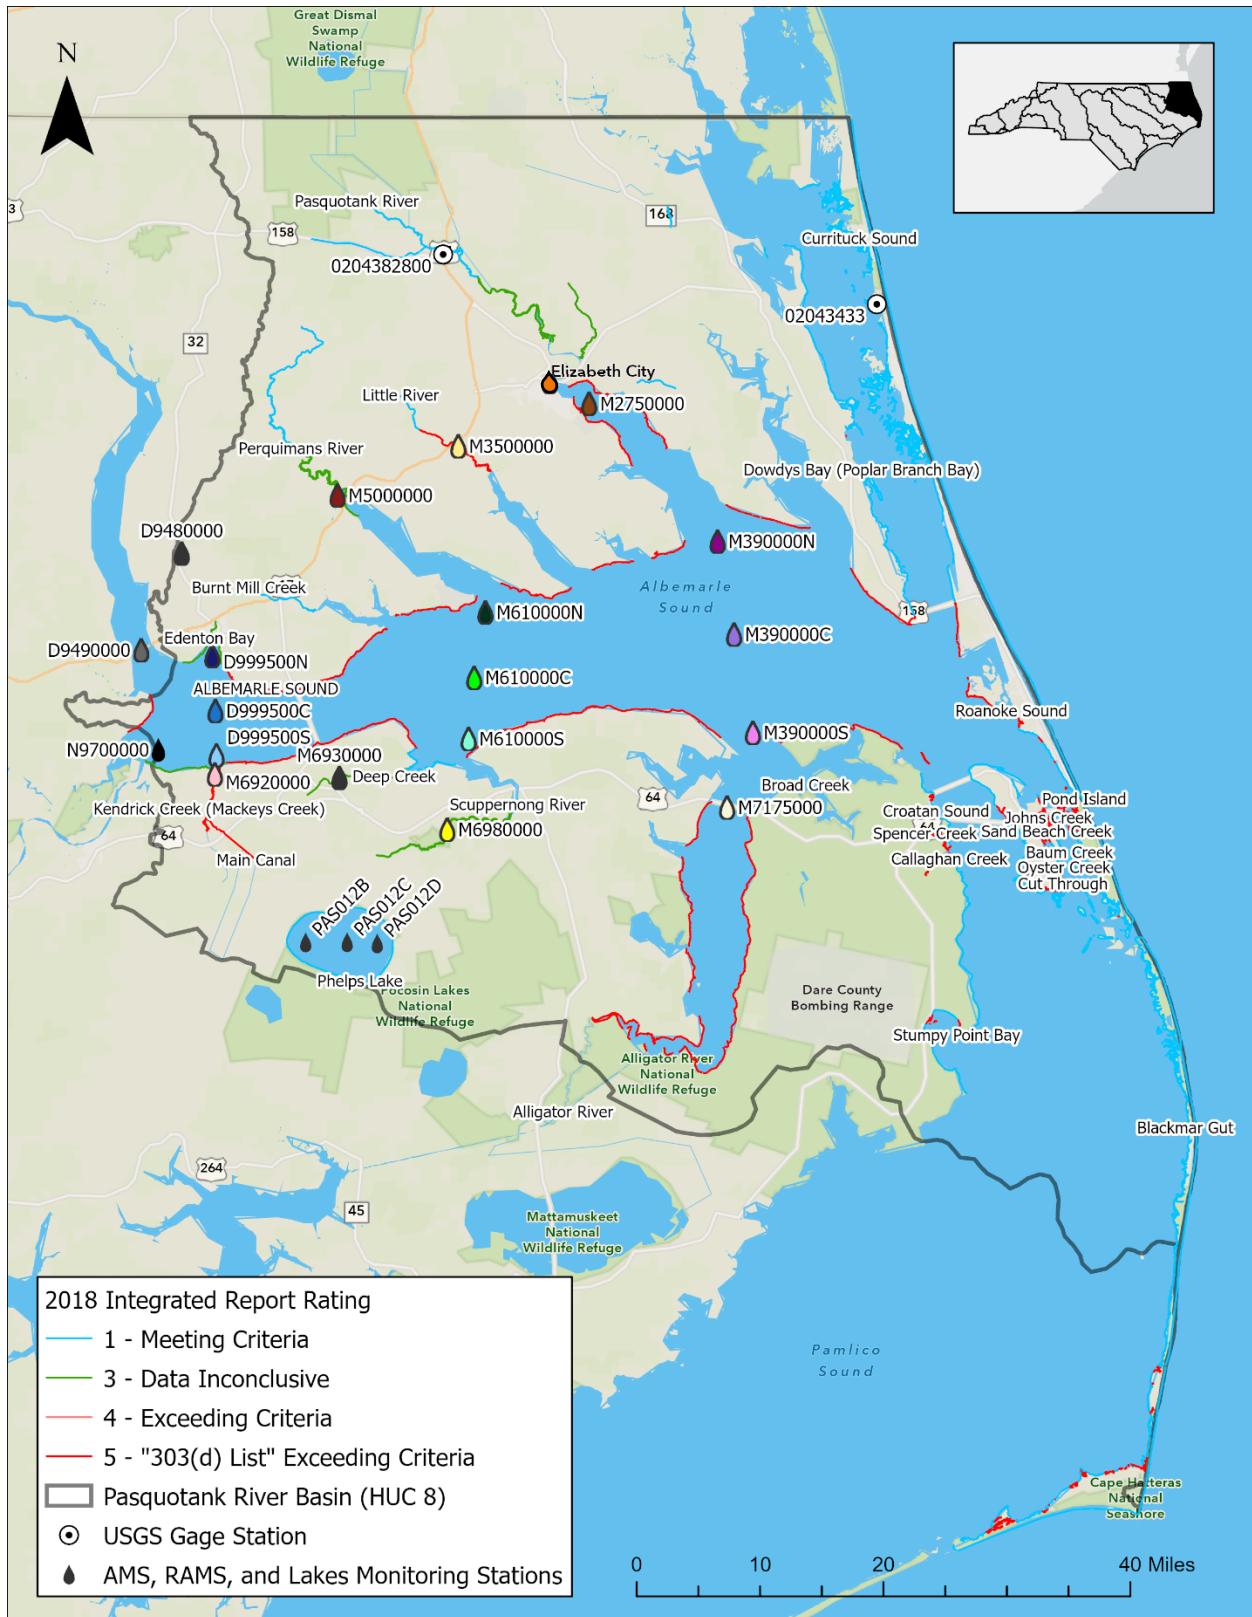 Great Dismal
Swamp
National
Wildlife Refuge
N
Pasquotank River
3
158
168
0204382800
Currituck Sound
02043433
32
Elizabeth City
M2750000
Little River
M3500000
Perquimans River
M5000000
Dowdys Bay (Poplar Branch Bay)
D9480000
M390000N
Burnt Mill Creek
17
Albemarle
Sound
M610000N
158
Edenton Bay
D9490000
D999500N
M390000C
ALBEMARLE SOUND
M610000C
D999500C
Roanoke Sound
D999500S
M610000S
M390000S
N9700000
M6930000
M6920000
Deep Creek
Broad Creek
Kendrick Creek (Mackeys Creek)
Scuppernong River
64
M7175000
Pond Island
Croatan Sound
Johns Creek
64
64
Spencer Creek
Sand Beach Creek
M6980000
Main Canal
Callaghan Creek
Baum Creek
Oyster Creek
Cut Through
PAS012B
PAS012C
PAS012D
Phelps Lake
Pocosin Lakes
National
Wildlife Refuge
Dare County
Bombing Range
Stumpy Point Bay
Alligator River
National
Wildlife Refuge
Alligator River
Blackmar Gut
264
45
Mattamuskeet
National
Wildlife Refuge
Pamlico
Sound
Cape Hatteras
National
Seashore
2018 Integrated Report Rating
1 - Meeting Criteria
3 - Data Inconclusive
4 - Exceeding Criteria
5 - "303(d) List" Exceeding Criteria
Pasquotank River Basin (HUC 8)
USGS Gage Station
AMS, RAMS, and Lakes Monitoring Stations
0 10 20 40 Miles